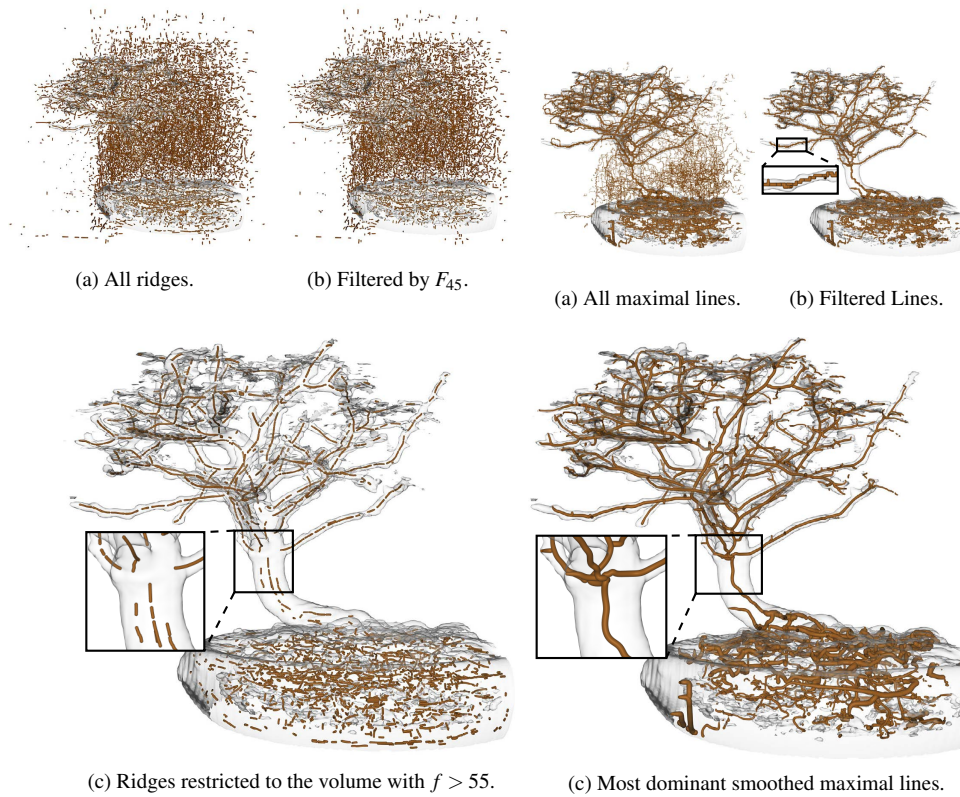 (a) All ridges.
(b) Filtered by F45.
(a) All maximal lines.
(b) Filtered Lines.
(c) Ridges restricted to the volume with f > 55.
(c) Most dominant smoothed maximal lines.